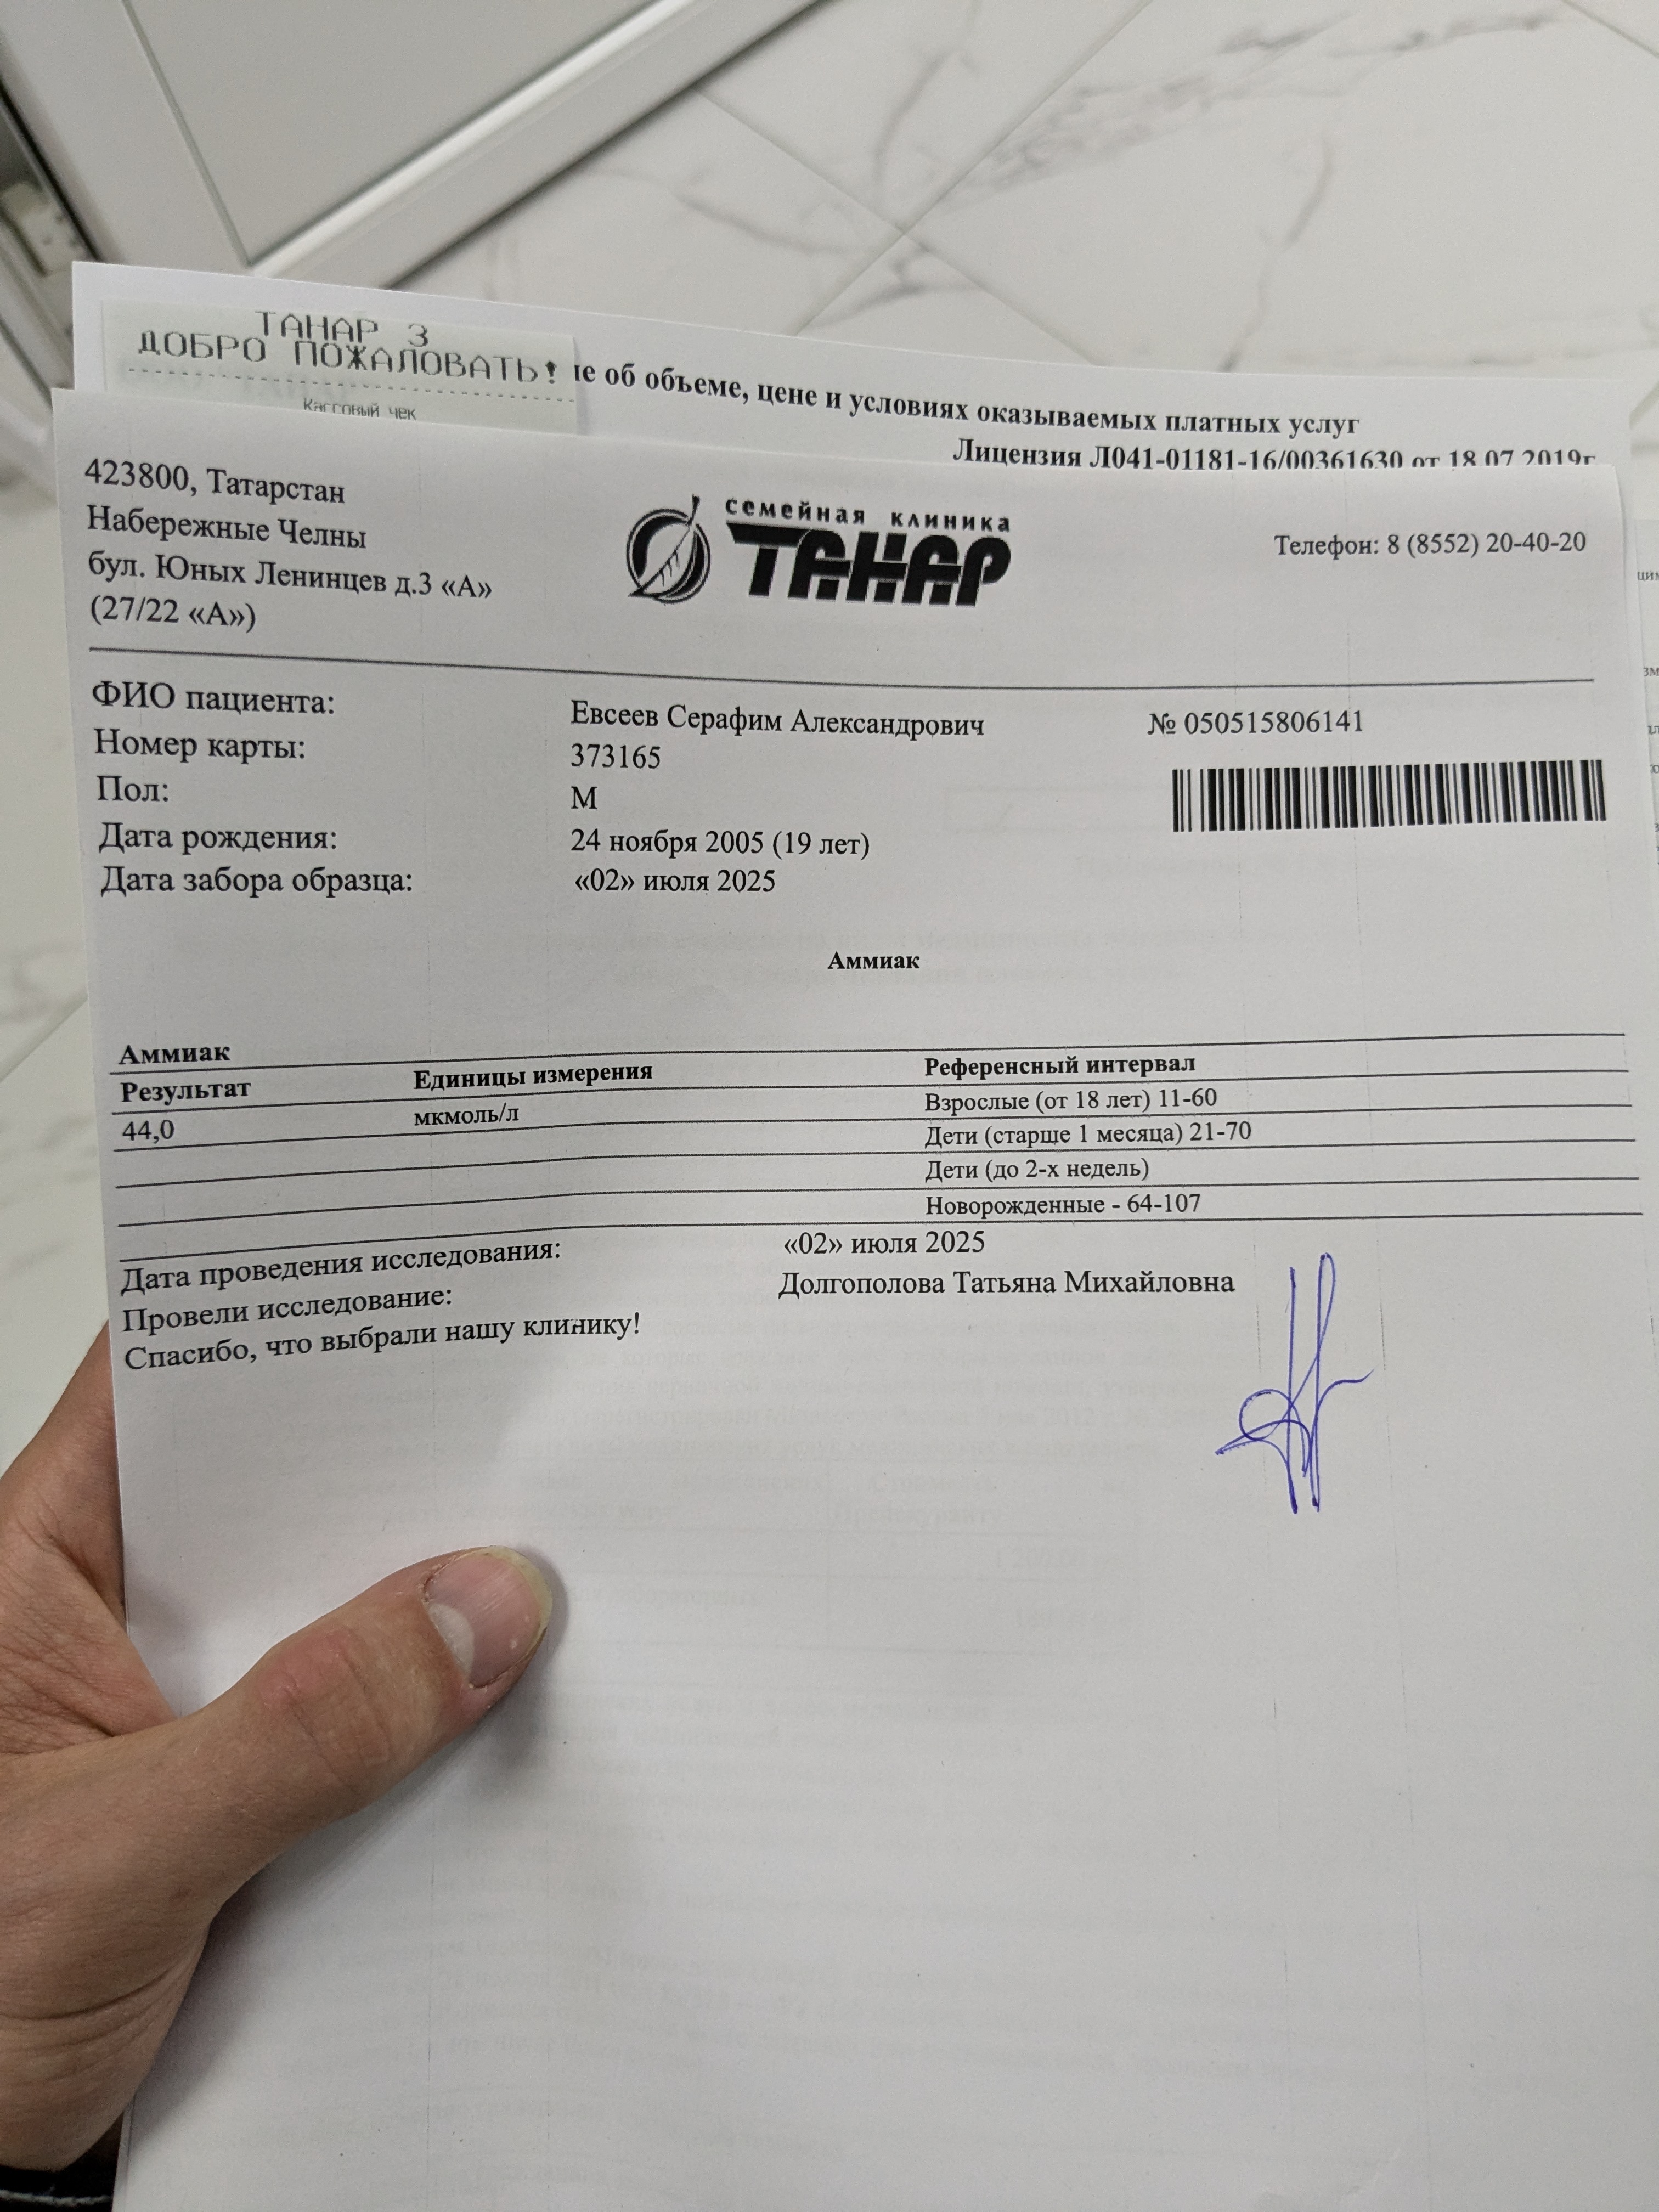 ТАНАР 3
ДОБРО ПОЖАЛОВАТЬ!
Кассовый чек
об объеме, цене и условиях оказываемых платных услуг
Лицензия Л041-01181-16/00361630 от 18.07.2019г
423800, Татарстан
Набережные Челны
бул. Юных Ленинцев д.3 «А»
(27/22 «А»)
семейная клиника
ТАНАР
Телефон: 8 (8552) 20-40-20
ФИО пациента: Евсеев Серафим Александрович № 050515806141
Номер карты: 373165
Пол: М
Дата рождения: 24 ноября 2005 (19 лет)
Дата забора образца: «02» июля 2025
Аммиак
Аммиак
Результат Единицы измерения Референсный интервал
44,0 мкмоль/л Взрослые (от 18 лет) 11-60
Дети (старше 1 месяца) 21-70
Дети (до 2-х недель)
Новорожденные - 64-107
Дата проведения исследования: «02» июля 2025
Провели исследование: Долгополова Татьяна Михайловна
Спасибо, что выбрали нашу клинику!